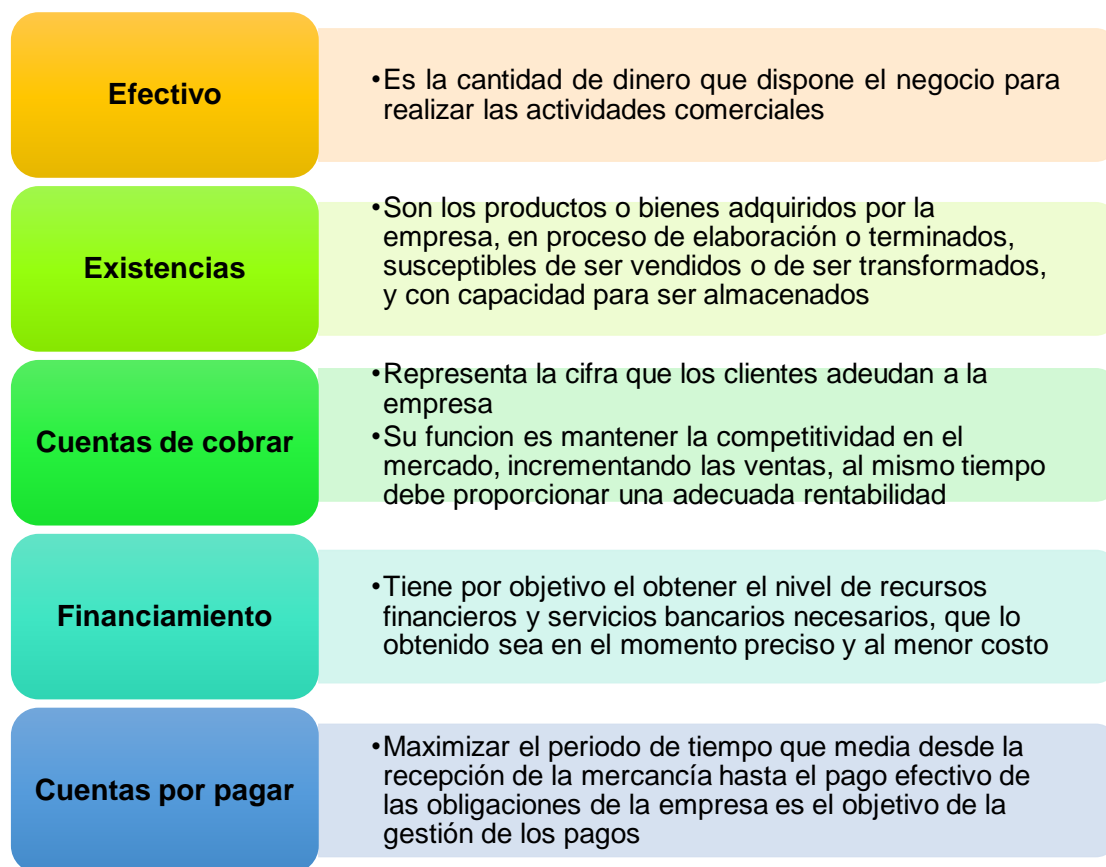 Efectivo
•Es la cantidad de dinero que dispone el negocio para
realizar las actividades comerciales
Existencias
•Son los productos o bienes adquiridos por la
empresa, en proceso de elaboración o terminados,
susceptibles de ser vendidos o de ser transformados,
y con capacidad para ser almacenados
Cuentas de cobrar
•Representa la cifra que los clientes adeudan a la
empresa
•Su funcion es mantener la competitividad en el
mercado, incrementando las ventas, al mismo tiempo
debe proporcionar una adecuada rentabilidad
Financiamiento
•Tiene por objetivo el obtener el nivel de recursos
financieros y servicios bancarios necesarios, que lo
obtenido sea en el momento preciso y al menor costo
Cuentas por pagar
•Maximizar el periodo de tiempo que media desde la
recepción de la mercancía hasta el pago efectivo de
las obligaciones de la empresa es el objetivo de la
gestión de los pagos